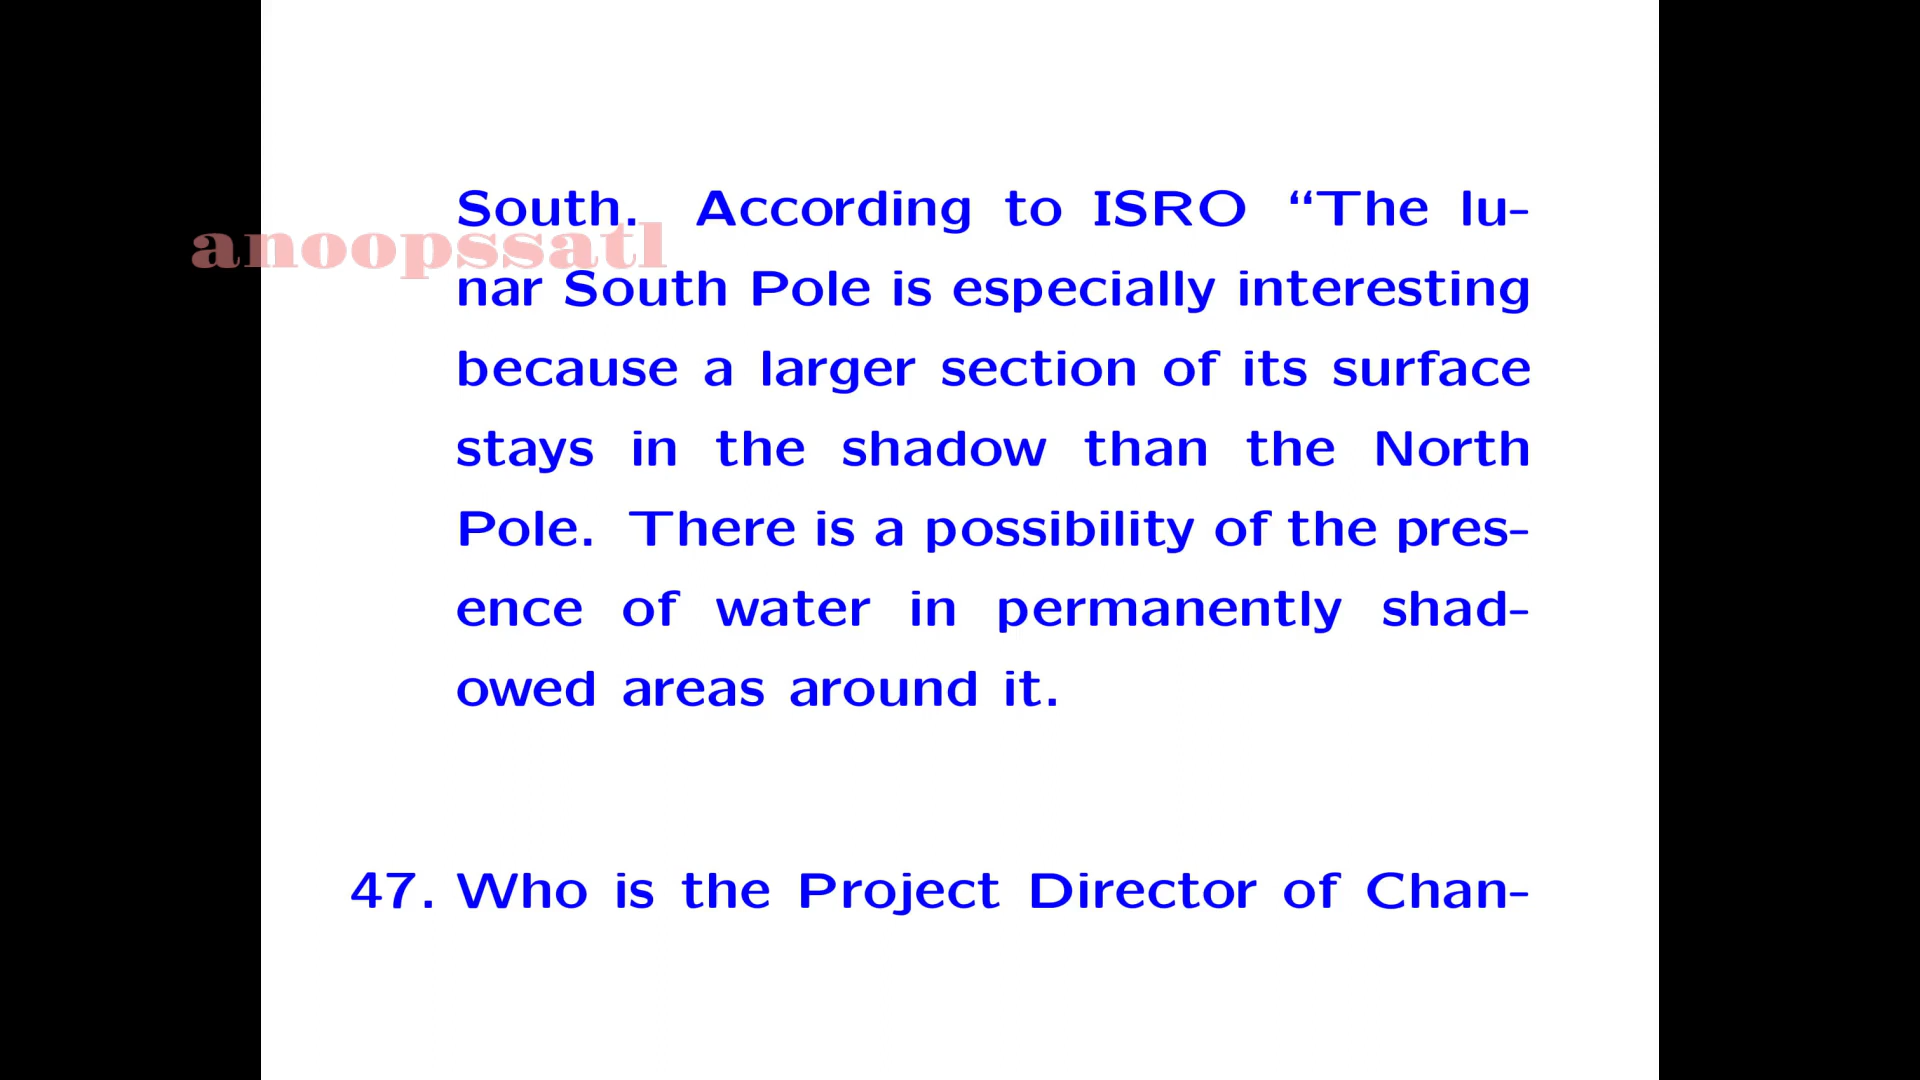 South. According to ISRO “The lu-
anoopssatl
nar South Pole is especially interesting
because a larger section of its surface
stays in the shadow than the North
Pole. There is a possibility of the pres-
ence of water in permanently shad-
owed areas around it.
47. Who is the Project Director of Chan-